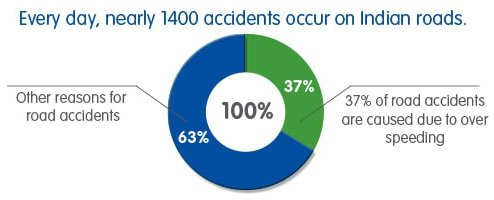 Every day, nearly 1400 accidents occur on Indian roads.
37%
Other reasons for
road accidents
100%
37% of road accidents
are caused due to over
speeding
63%